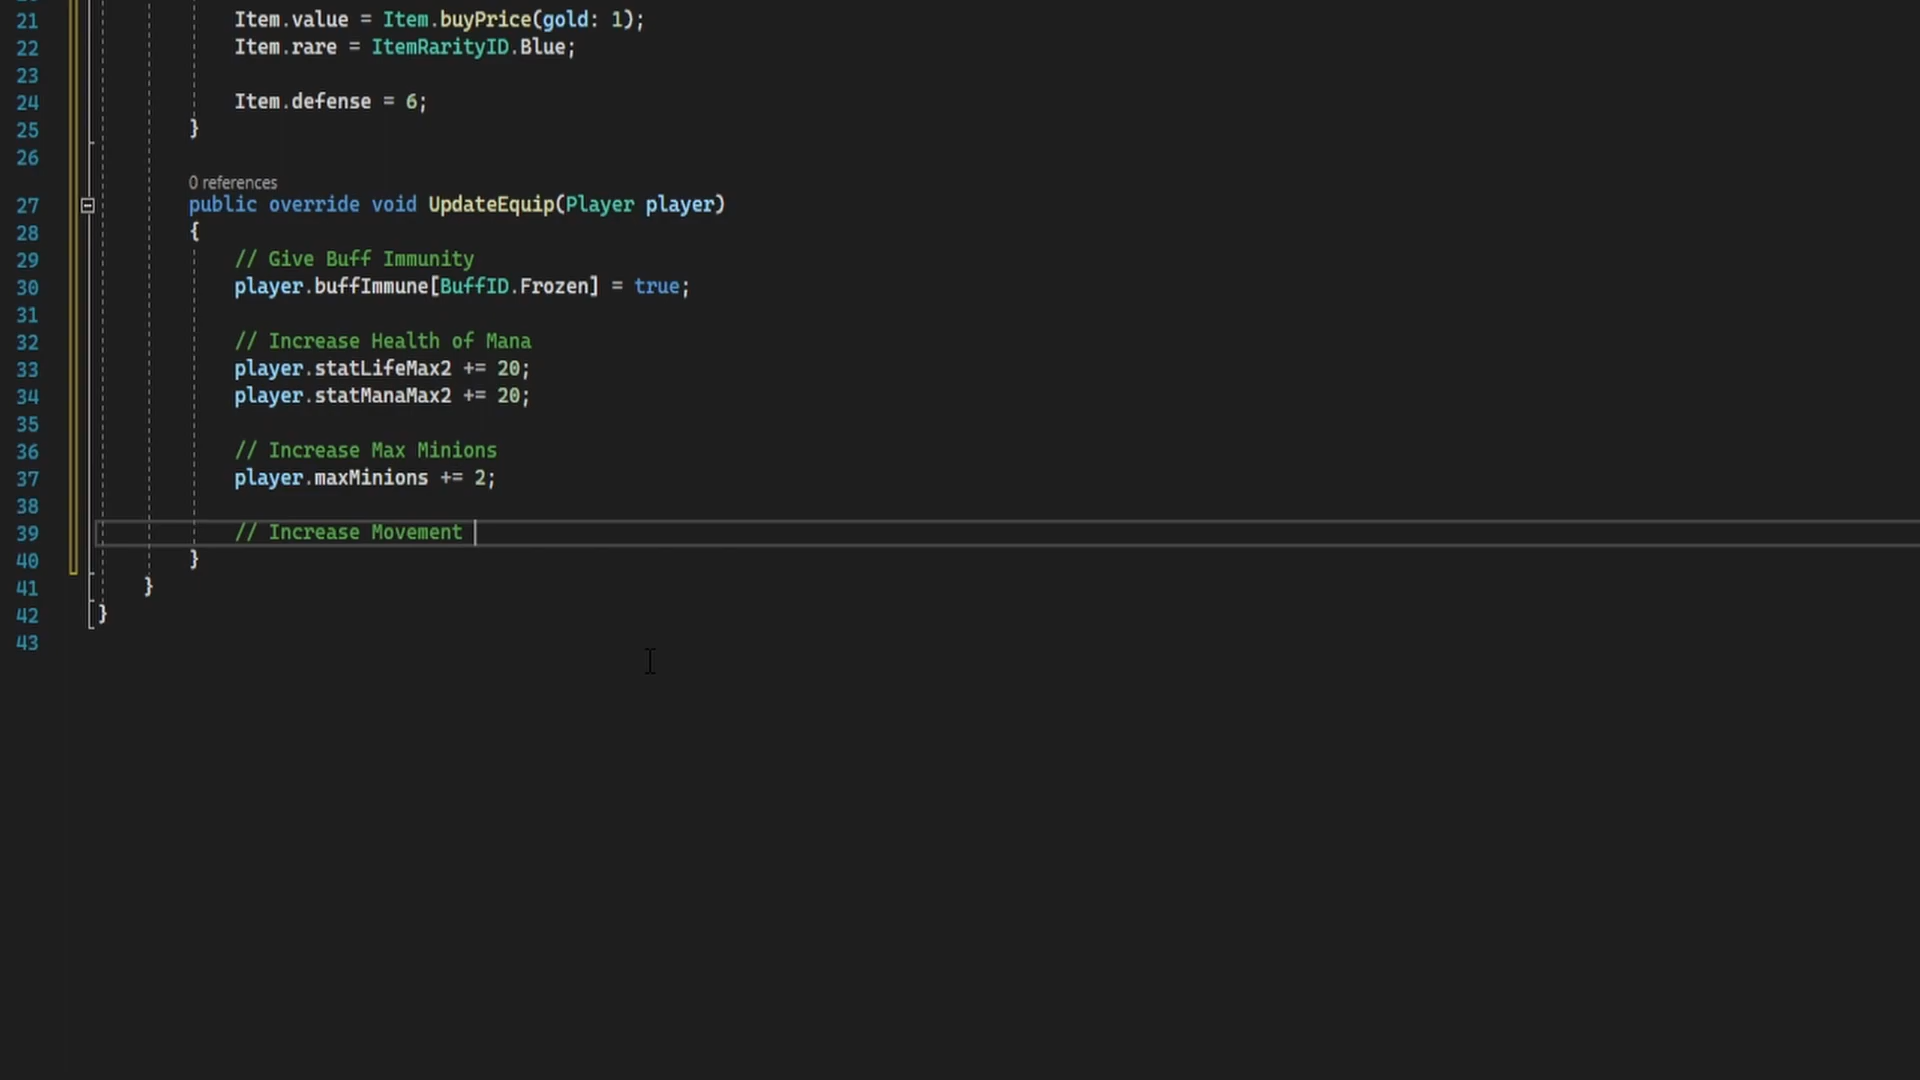 21 Item.value = Item.buyPrice(gold: 1);
22 Item.rare = ItemRarityID.Blue;
23
24 Item.defense = 6;
25 }
26
0 references
27 public override void UpdateEquip(Player player)
28 {
29 // Give Buff Immunity
30 player.buffImmune[BuffID.Frozen] = true;
31
32 // Increase Health of Mana
33 player.statLifeMax2 += 20;
34 player.statManaMax2 += 20;
35
36 // Increase Max Minions
37 player.maxMinions += 2;
38
39 // Increase Movement
40 }
41 }
42 }
43